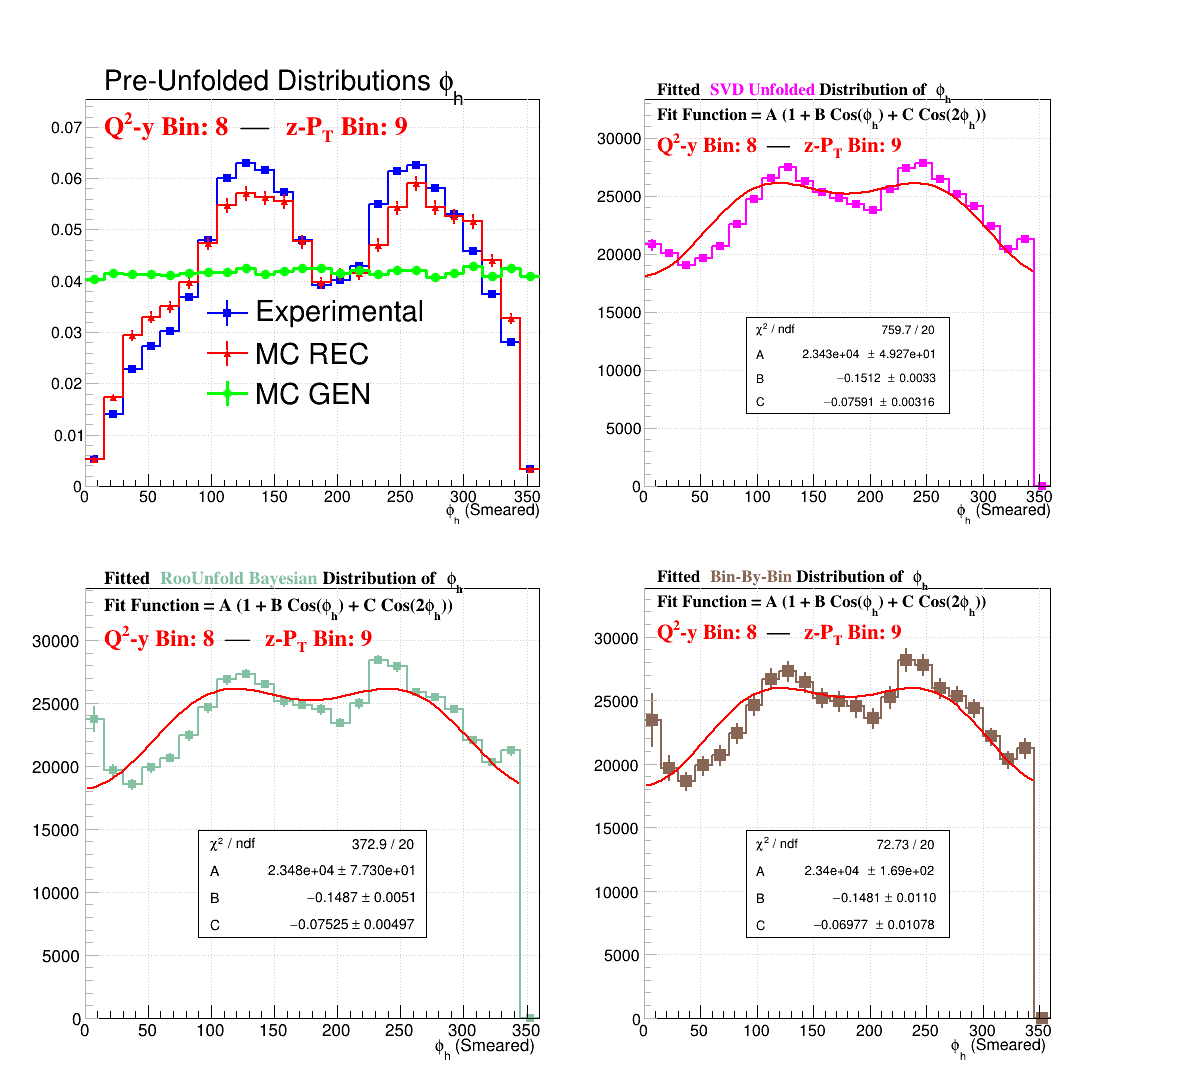 Pre-Unfolded Distributions ϕh
Q²-y Bin: 8 — z-PT Bin: 9
0.07
0.06
0.05
0.04
0.03
0.02
0.01
0
Experimental
MC REC
MC GEN
0 50 100 150 200 250 300 350
ϕh (Smeared)
Fitted SVD Unfolded Distribution of ϕh
Fit Function = A (1 + B Cos(ϕh) + C Cos(2ϕh))
Q²-y Bin: 8 — z-PT Bin: 9
30000
25000
20000
15000
10000
5000
0
χ² / ndf 759.7 / 20
A 2.343e+04 ± 4.927e+01
B −0.1512 ± 0.0033
C −0.07591 ± 0.00316
0 50 100 150 200 250 300 350
ϕh (Smeared)
Fitted RooUnfold Bayesian Distribution of ϕh
Fit Function = A (1 + B Cos(ϕh) + C Cos(2ϕh))
Q²-y Bin: 8 — z-PT Bin: 9
30000
25000
20000
15000
10000
5000
0
χ² / ndf 372.9 / 20
A 2.348e+04 ± 7.730e+01
B −0.1487 ± 0.0051
C −0.07525 ± 0.00497
0 50 100 150 200 250 300 350
ϕh (Smeared)
Fitted Bin-By-Bin Distribution of ϕh
Fit Function = A (1 + B Cos(ϕh) + C Cos(2ϕh))
Q²-y Bin: 8 — z-PT Bin: 9
30000
25000
20000
15000
10000
5000
0
χ² / ndf 72.73 / 20
A 2.34e+04 ± 1.69e+02
B −0.1481 ± 0.0110
C −0.06977 ± 0.01078
0 50 100 150 200 250 300 350
ϕh (Smeared)